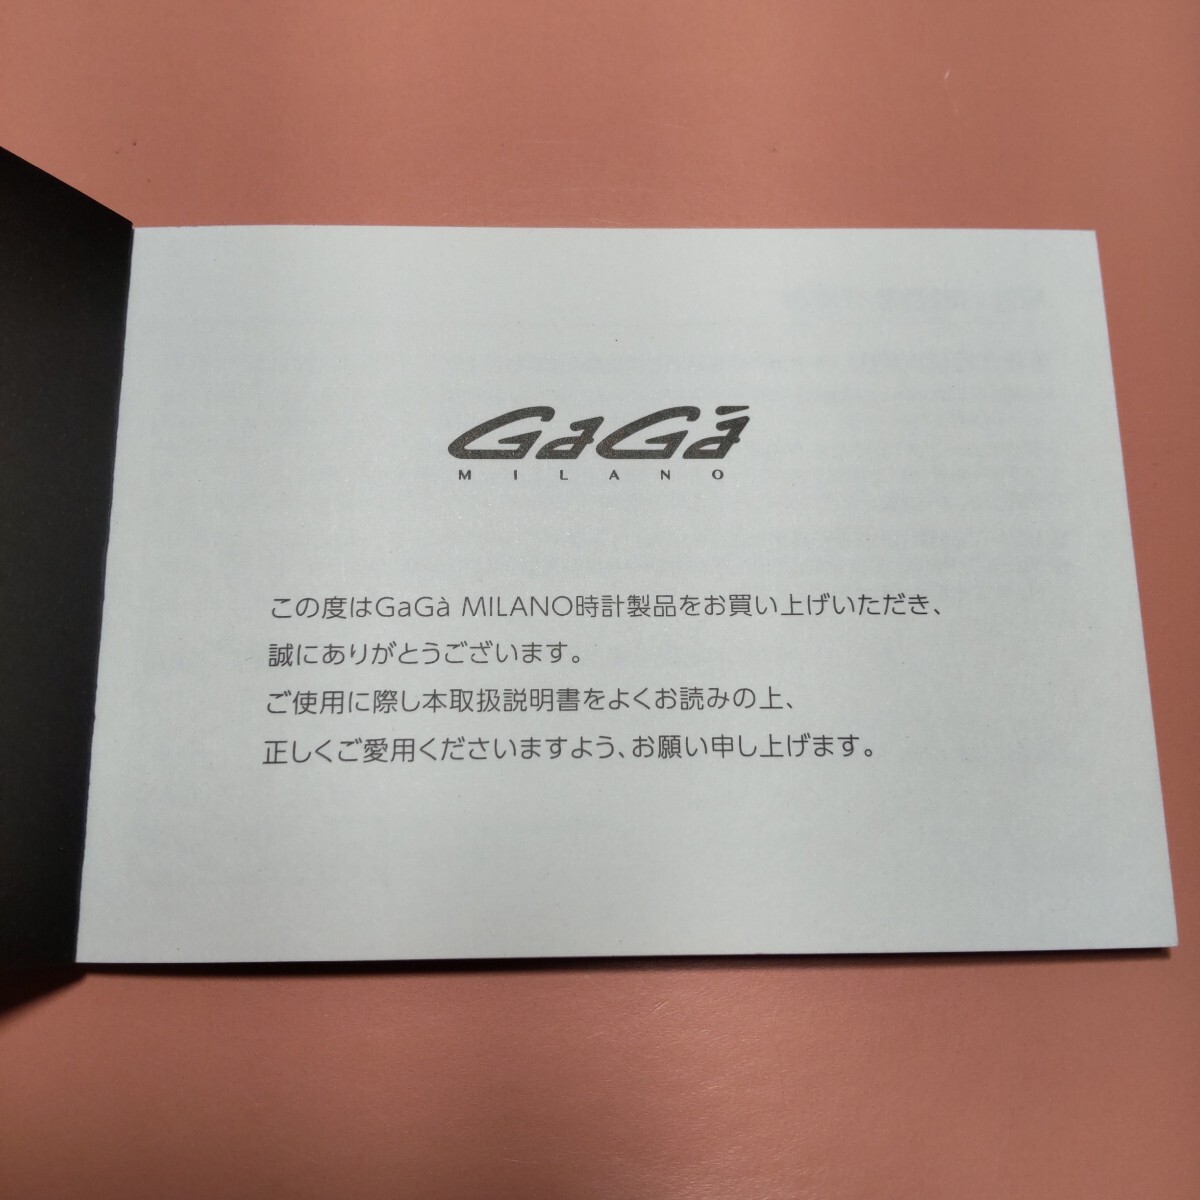 GaGà
MILANO
この度はGaGà MILANO時計製品をお買い上げいただき、
誠にありがとうございます。
ご使用に際し本取扱説明書をよくお読みの上、
正しくご愛用くださいますよう、お願い申し上げます。